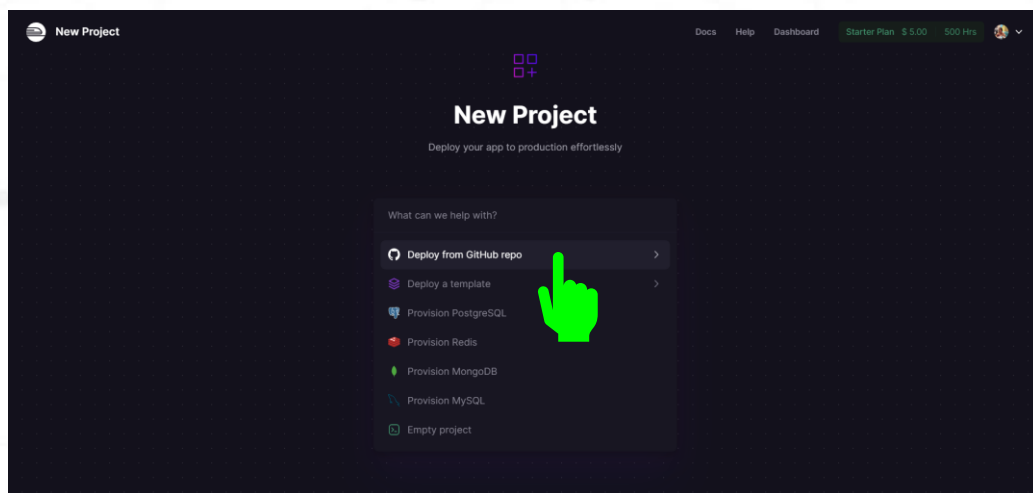 New Project
Docs Help Dashboard Starter Plan $ 5.00 500 Hrs
New Project
Deploy your app to production effortlessly
What can we help with?
Deploy from GitHub repo
Deploy a template
Provision PostgreSQL
Provision Redis
Provision MongoDB
Provision MySQL
Empty project